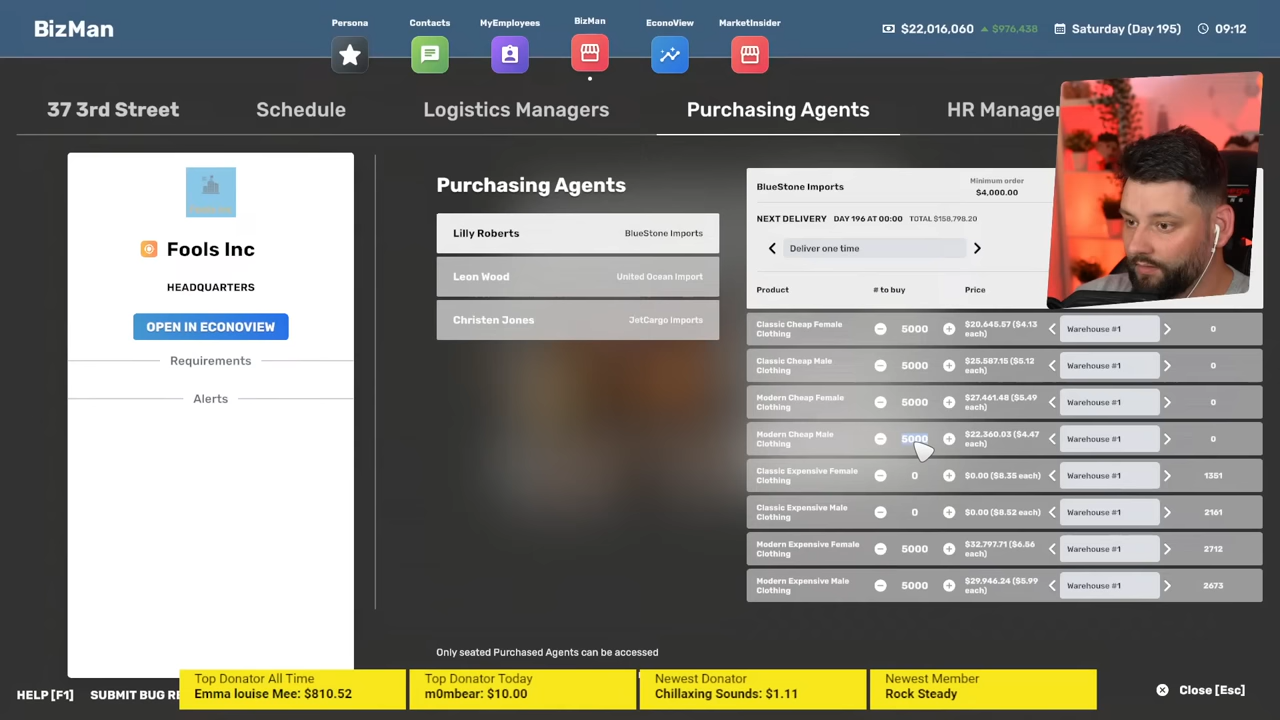 BizMan
Persona
Contacts
MyEmployees
BizMan
EconoView
MarketInsider
$22,016,060
$976,438
Saturday (Day 195)
09:12
37 3rd Street
Schedule
Logistics Managers
Purchasing Agents
HR Manager
Fools Inc
HEADQUARTERS
OPEN IN ECONOVIEW
Requirements
Alerts
Purchasing Agents
Lilly Roberts BlueStone Imports
Leon Wood United Ocean Import
Christen Jones JetCargo Imports
Only seated Purchased Agents can be accessed
BlueStone Imports
Minimum order
$4,000.00
NEXT DELIVERY DAY 196 AT 00:00 TOTAL $158,798.20
Deliver one time
Product # to buy Price
Classic Cheap Female
Clothing
5000
$20,645.57 ($4.13
each)
Warehouse #1
0
Classic Cheap Male
Clothing
5000
$25,587.15 ($5.12
each)
Warehouse #1
0
Modern Cheap Female
Clothing
5000
$27,461.48 ($5.49
each)
Warehouse #1
0
Modern Cheap Male
Clothing
5000
$22,360.03 ($4.47
each)
Warehouse #1
0
Classic Expensive Female
Clothing
0
$0.00 ($8.35 each)
Warehouse #1
1351
Classic Expensive Male
Clothing
0
$0.00 ($8.52 each)
Warehouse #1
2161
Modern Expensive Female
Clothing
5000
$32,797.71 ($6.56
each)
Warehouse #1
2712
Modern Expensive Male
Clothing
5000
$29,946.24 ($5.99
each)
Warehouse #1
2673
HELP [F1]
SUBMIT BUG RE
Top Donator All Time
Emma louise Mee: $810.52
Top Donator Today
m0mbear: $10.00
Newest Donator
Chillaxing Sounds: $1.11
Newest Member
Rock Steady
Close [Esc]